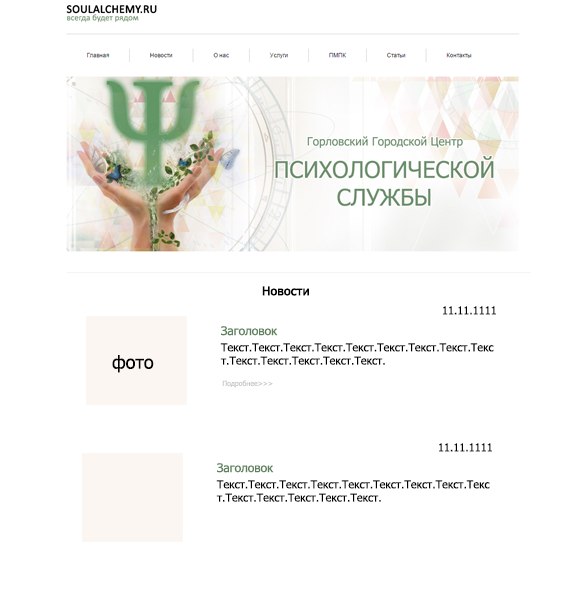 SOULALCHEMY.RU
всегда будет рядом
Главная Новости О нас Услуги ПМПК Статьи Контакты
Горловский Городской Центр
ПСИХОЛОГИЧЕСКОЙ
СЛУЖБЫ
Новости
11.11.1111
фото
Заголовок
Текст.Текст.Текст.Текст.Текст.Текст.Текст.Текст.Текс
т.Текст.Текст.Текст.Текст.Текст.
Подробнее>>>
11.11.1111
Заголовок
Текст.Текст.Текст.Текст.Текст.Текст.Текст.Текст.Текс
т.Текст.Текст.Текст.Текст.Текст.